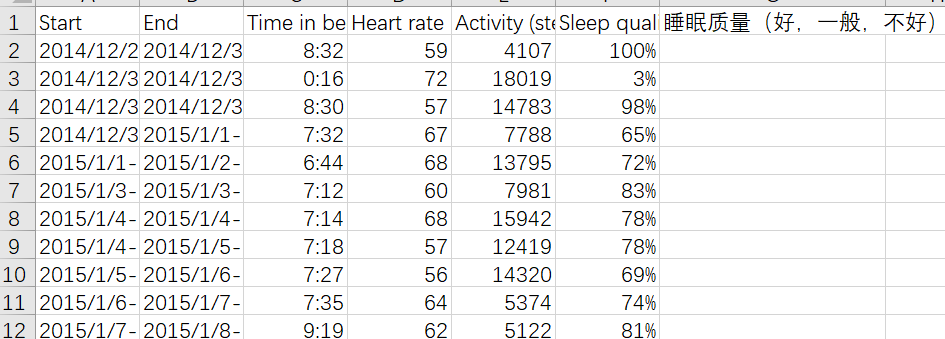 1 Start End Time in be Heart rate Activity (ste Sleep qual 睡眠质量（好，一般，不好）
2 2014/12/2 2014/12/3 8:32 59 4107 100%
3 2014/12/3 2014/12/3 0:16 72 18019 3%
4 2014/12/3 2014/12/3 8:30 57 14783 98%
5 2014/12/3 2015/1/1- 7:32 67 7788 65%
6 2015/1/1- 2015/1/2- 6:44 68 13795 72%
7 2015/1/3- 2015/1/3- 7:12 60 7981 83%
8 2015/1/4- 2015/1/4- 7:14 68 15942 78%
9 2015/1/4- 2015/1/5- 7:18 57 12419 78%
10 2015/1/5- 2015/1/6- 7:27 56 14320 69%
11 2015/1/6- 2015/1/7- 7:35 64 5374 74%
12 2015/1/7- 2015/1/8- 9:19 62 5122 81%